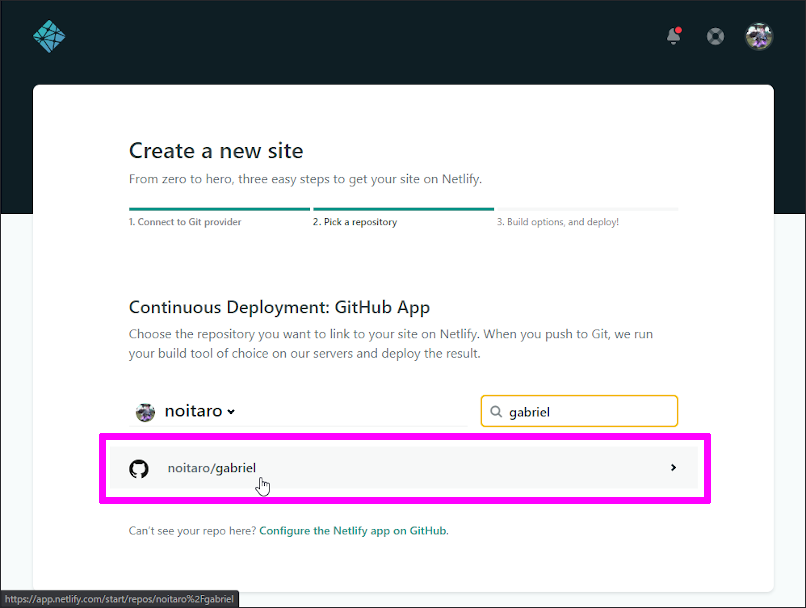 Create a new site
From zero to hero, three easy steps to get your site on Netlify.
1. Connect to Git provider
2. Pick a repository
3. Build options, and deploy!
Continuous Deployment: GitHub App
Choose the repository you want to link to your site on Netlify. When you push to Git, we run
your build tool of choice on our servers and deploy the result.
noitaro
gabriel
noitaro/gabriel
Can't see your repo here? Configure the Netlify app on GitHub.
https://app.netlify.com/start/repos/noitaro%2Fgabriel